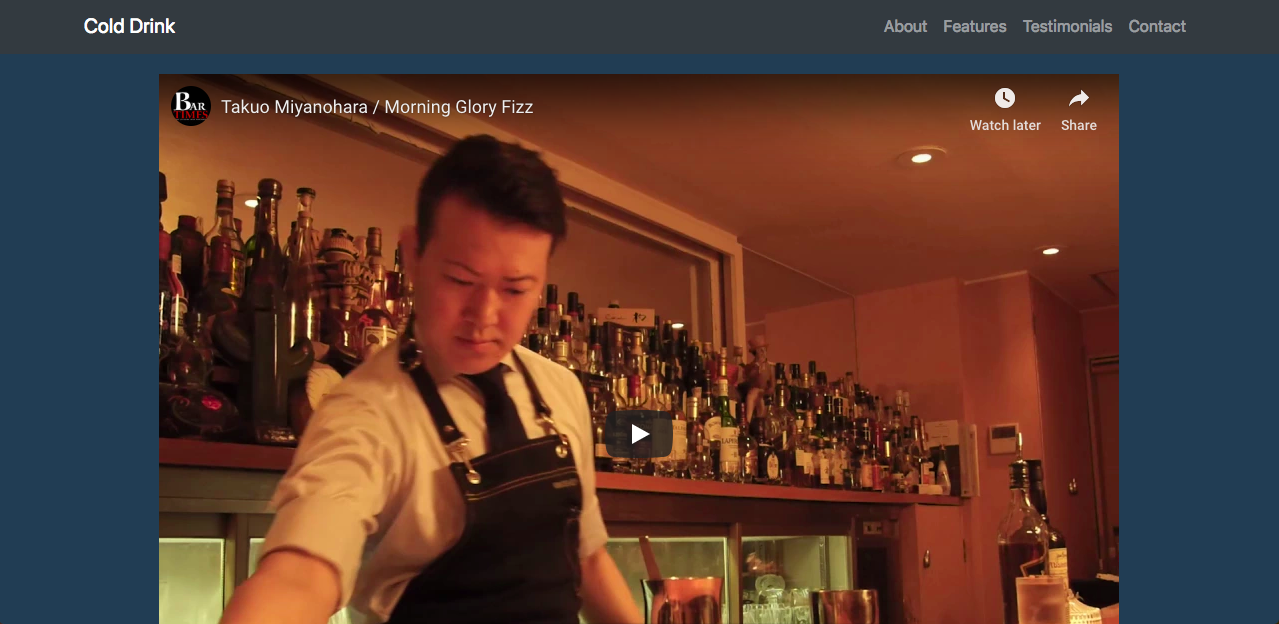 Cold Drink
About Features Testimonials Contact
BAR
TIMES
Takuo Miyanohara / Morning Glory Fizz
Watch later
Share